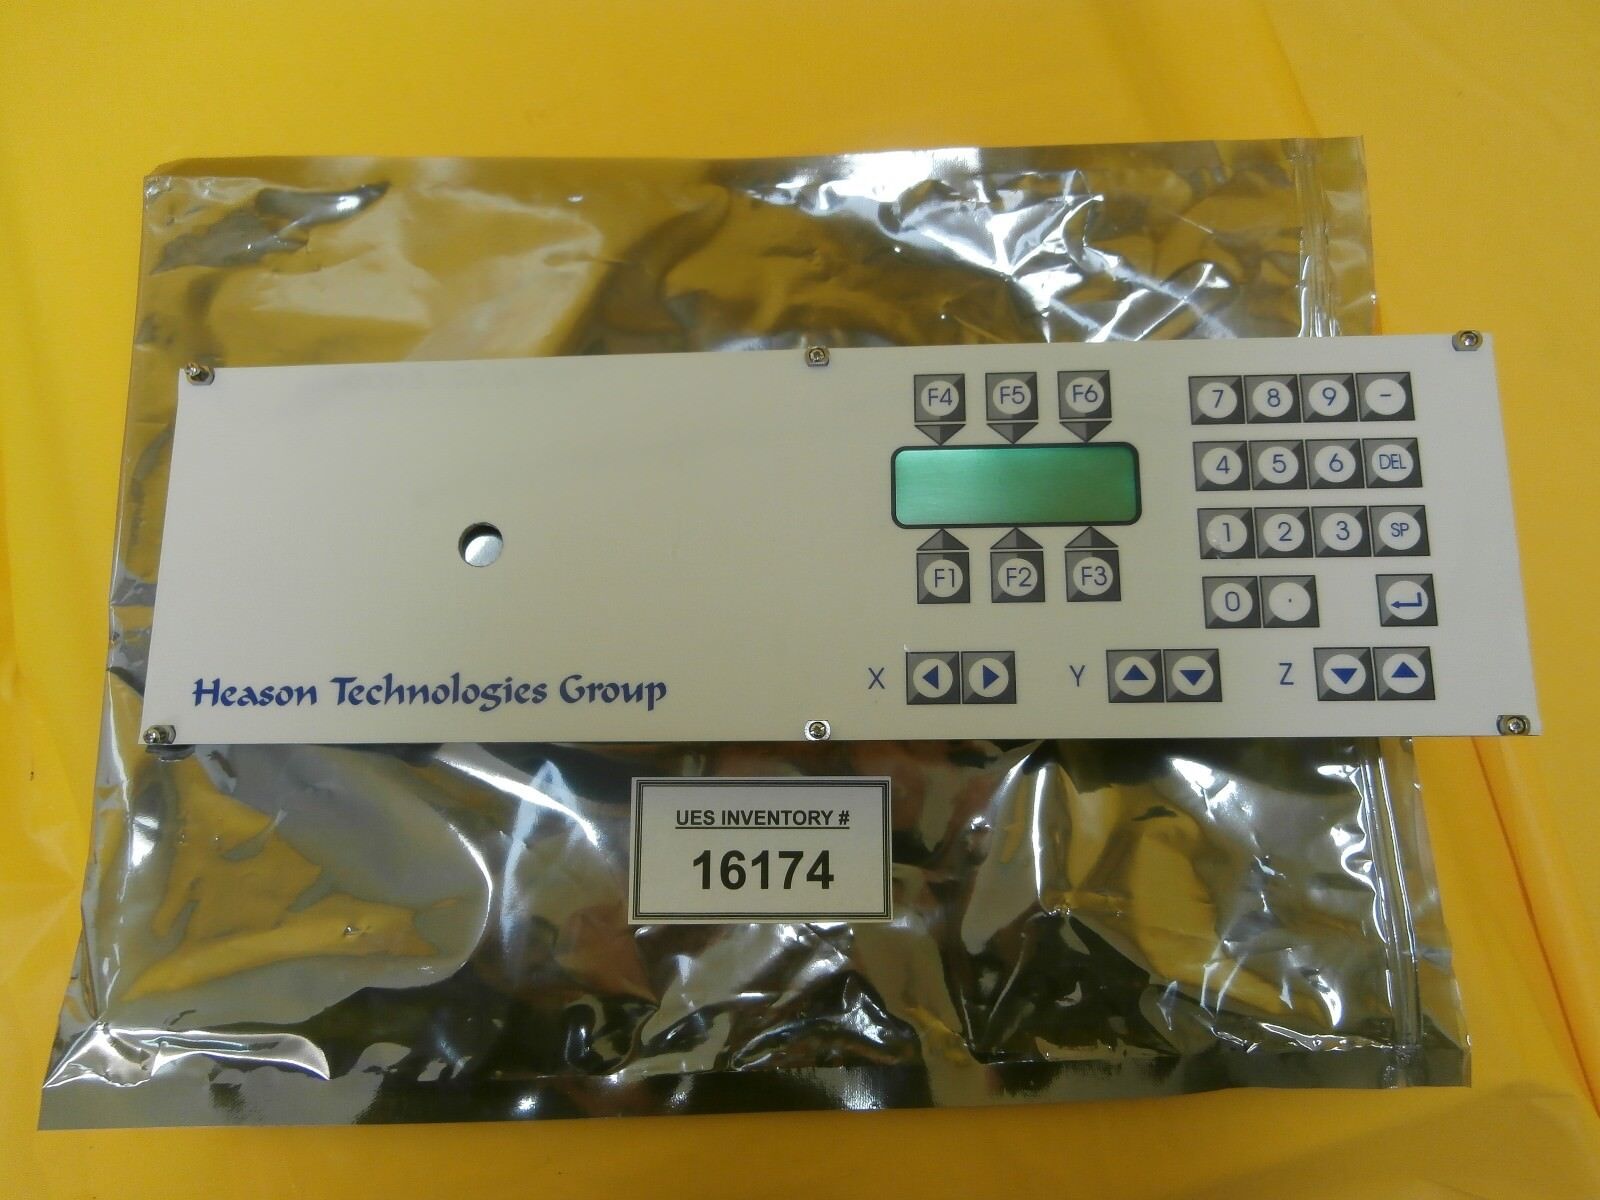 F4 F5 F6
7 8 9 -
4 5 6 DEL
1 2 3 SP
F1 F2 F3
0 .
X Y Z
Heason Technologies Group
UES INVENTORY #
16174